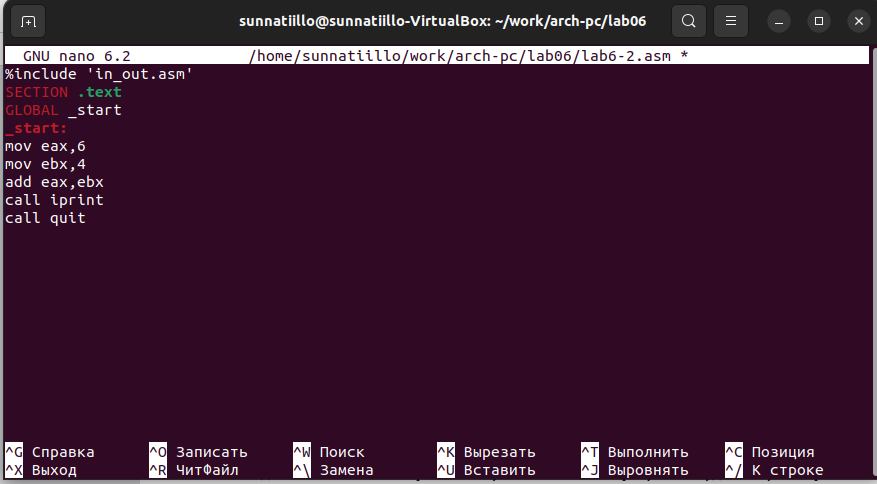 sunnatiillo@sunnatiillo-VirtualBox: ~/work/arch-pc/lab06
GNU nano 6.2 /home/sunnatiillo/work/arch-pc/lab06/lab6-2.asm *
%include 'in_out.asm'
SECTION .text
GLOBAL _start
_start:
mov eax,6
mov ebx,4
add eax,ebx
call iprint
call quit
^G Справка ^O Записать ^W Поиск ^K Вырезать ^T Выполнить ^C Позиция
^X Выход ^R ЧитФайл ^\ Замена ^U Вставить ^J Выровнять ^/ К строке